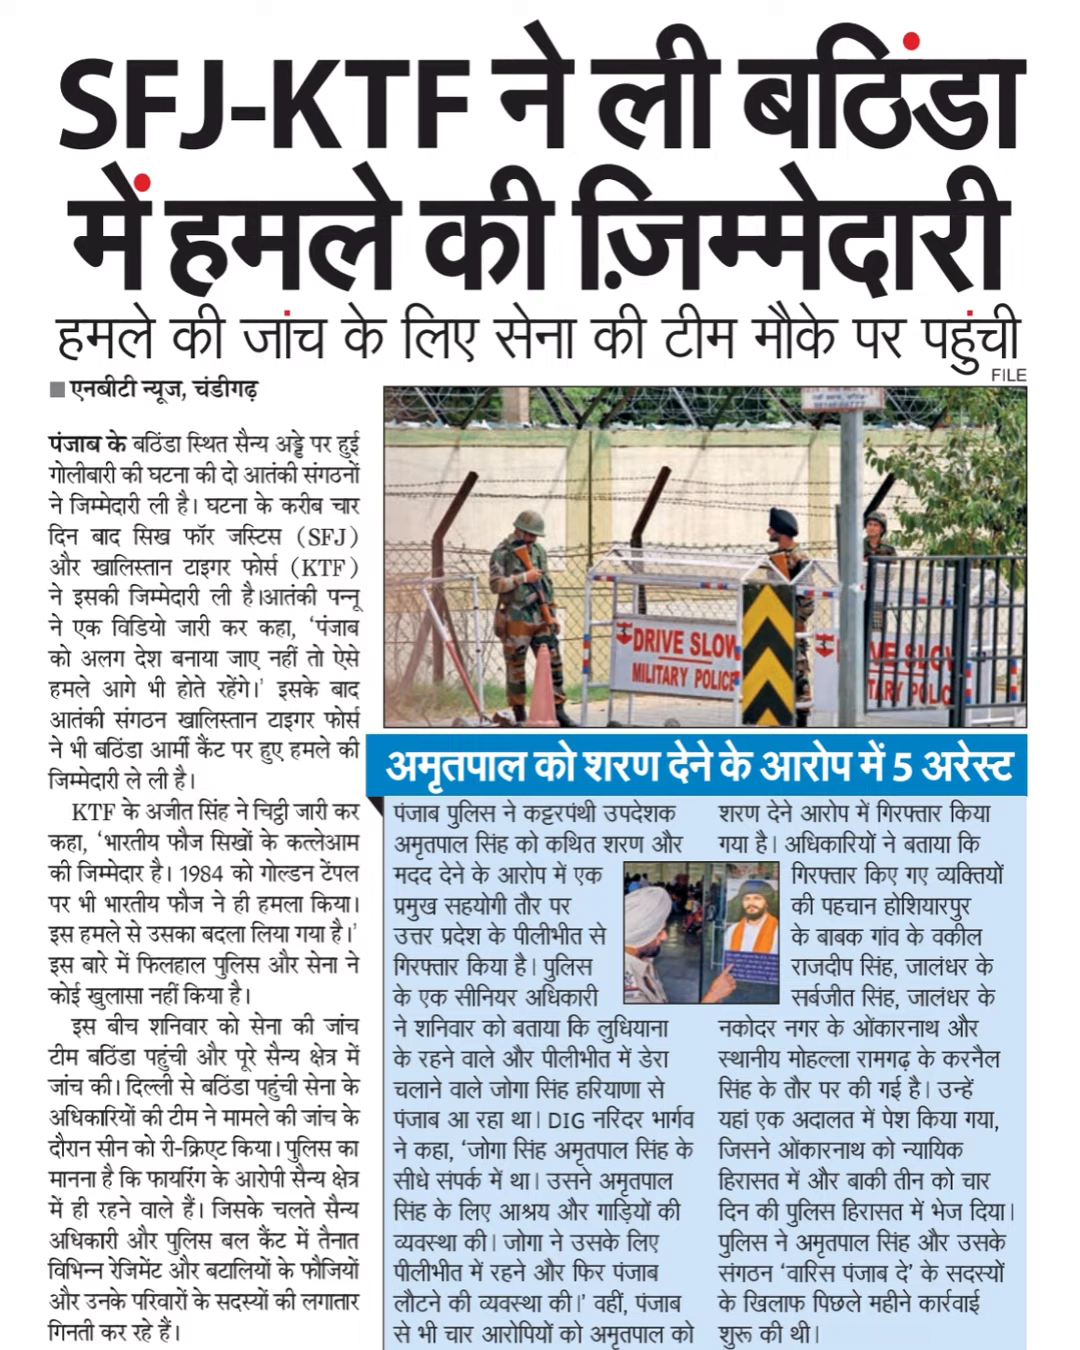 SFJ-KTF ने ली बठिंडा
में हमले की ज़िम्मेदारी
हमले की जांच के लिए सेना की टीम मौके पर पहुंची
FILE
■ एनबीटी न्यूज, चंडीगढ़
पंजाब के बठिंडा स्थित सैन्य अड्डे पर हुई
गोलीबारी की घटना की दो आतंकी संगठनों
ने जिम्मेदारी ली है। घटना के करीब चार
दिन बाद सिख फॉर जस्टिस (SFJ)
और खालिस्तान टाइगर फोर्स (KTF)
ने इसकी जिम्मेदारी ली है।आतंकी पन्नू
ने एक विडियो जारी कर कहा, ‘पंजाब
को अलग देश बनाया जाए नहीं तो ऐसे
हमले आगे भी होते रहेंगे।’ इसके बाद
आतंकी संगठन खालिस्तान टाइगर फोर्स
ने भी बठिंडा आर्मी कैंट पर हुए हमले की
जिम्मेदारी ले ली है।
KTF के अजीत सिंह ने चिट्ठी जारी कर
कहा, ‘भारतीय फौज सिखों के कत्लेआम
की जिम्मेदार है। 1984 को गोल्डन टेंपल
पर भी भारतीय फौज ने ही हमला किया।
इस हमले से उसका बदला लिया गया है।’
इस बारे में फिलहाल पुलिस और सेना ने
कोई खुलासा नहीं किया है।
इस बीच शनिवार को सेना की जांच
टीम बठिंडा पहुंची और पूरे सैन्य क्षेत्र में
जांच की। दिल्ली से बठिंडा पहुंची सेना के
अधिकारियों की टीम ने मामले की जांच के
दौरान सीन को री-क्रिएट किया। पुलिस का
मानना है कि फायरिंग के आरोपी सैन्य क्षेत्र
में ही रहने वाले हैं। जिसके चलते सैन्य
अधिकारी और पुलिस बल कैंट में तैनात
विभिन्न रेजिमेंट और बटालियों के फौजियों
और उनके परिवारों के सदस्यों की लगातार
गिनती कर रहे हैं।
DRIVE SLOW
MILITARY POLICE
VE SLOV
TARY POLC
अमृतपाल को शरण देने के आरोप में 5 अरेस्ट
पंजाब पुलिस ने कट्टरपंथी उपदेशक
अमृतपाल सिंह को कथित शरण और
मदद देने के आरोप में एक
प्रमुख सहयोगी तौर पर
उत्तर प्रदेश के पीलीभीत से
गिरफ्तार किया है। पुलिस
के एक सीनियर अधिकारी
ने शनिवार को बताया कि लुधियाना
के रहने वाले और पीलीभीत में डेरा
चलाने वाले जोगा सिंह हरियाणा से
पंजाब आ रहा था। DIG नरिंदर भार्गव
ने कहा, ‘जोगा सिंह अमृतपाल सिंह के
सीधे संपर्क में था। उसने अमृतपाल
सिंह के लिए आश्रय और गाड़ियों की
व्यवस्था की। जोगा ने उसके लिए
पीलीभीत में रहने और फिर पंजाब
लौटने की व्यवस्था की।’ वहीं, पंजाब
से भी चार आरोपियों को अमृतपाल को
शरण देने आरोप में गिरफ्तार किया
गया है। अधिकारियों ने बताया कि
गिरफ्तार किए गए व्यक्तियों
की पहचान होशियारपुर
के बाबक गांव के वकील
राजदीप सिंह, जालंधर के
सर्बजीत सिंह, जालंधर के
नकोदर नगर के ओंकारनाथ और
स्थानीय मोहल्ला रामगढ़ के करनैल
सिंह के तौर पर की गई है। उन्हें
यहां एक अदालत में पेश किया गया,
जिसने ओंकारनाथ को न्यायिक
हिरासत में और बाकी तीन को चार
दिन की पुलिस हिरासत में भेज दिया।
पुलिस ने अमृतपाल सिंह और उसके
संगठन ‘वारिस पंजाब दे’ के सदस्यों
के खिलाफ पिछले महीने कार्रवाई
शुरू की थी।